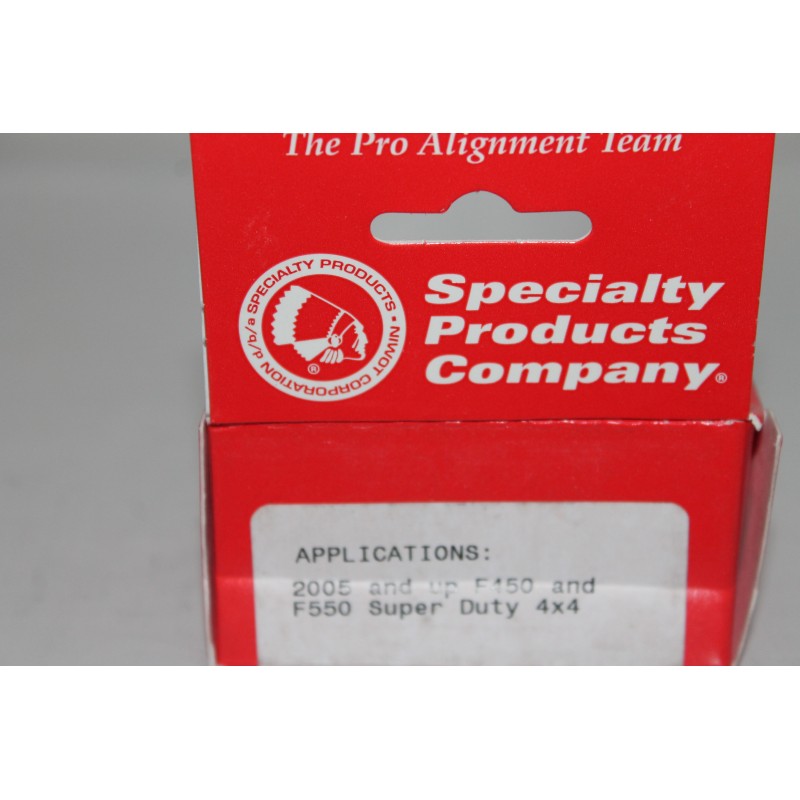 The Pro Alignment Team
NIWOT CORPORATION d/b/a SPECIALTY PRODUCTS •
®
Specialty
Products
Company®
APPLICATIONS:
2005 and up F450 and
F550 Super Duty 4x4